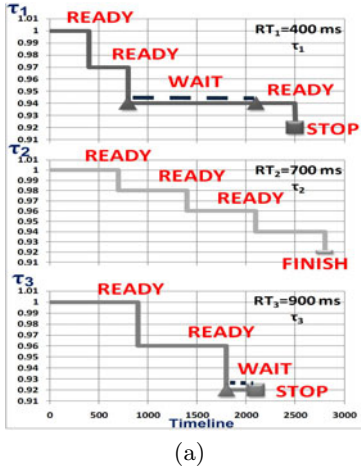 τ1
1.01
READY
RT1=400 ms
1
τ1
0.99
READY
0.98
0.97
WAIT
0.96
READY
0.95
0.94
0.93
0.92
STOP
0.91
τ2
1.01
READY
RT2=700 ms
1
τ2
0.99
READY
0.98
0.97
READY
0.96
0.95
0.94
0.93
0.92
FINISH
0.91
τ3
1.01
READY
RT3=900 ms
1
τ3
0.99
0.98
READY
0.97
0.96
0.95
0.94
WAIT
0.93
0.92
STOP
0.91
0 500 1000 1500 2000 2500 3000
Timeline
(a)